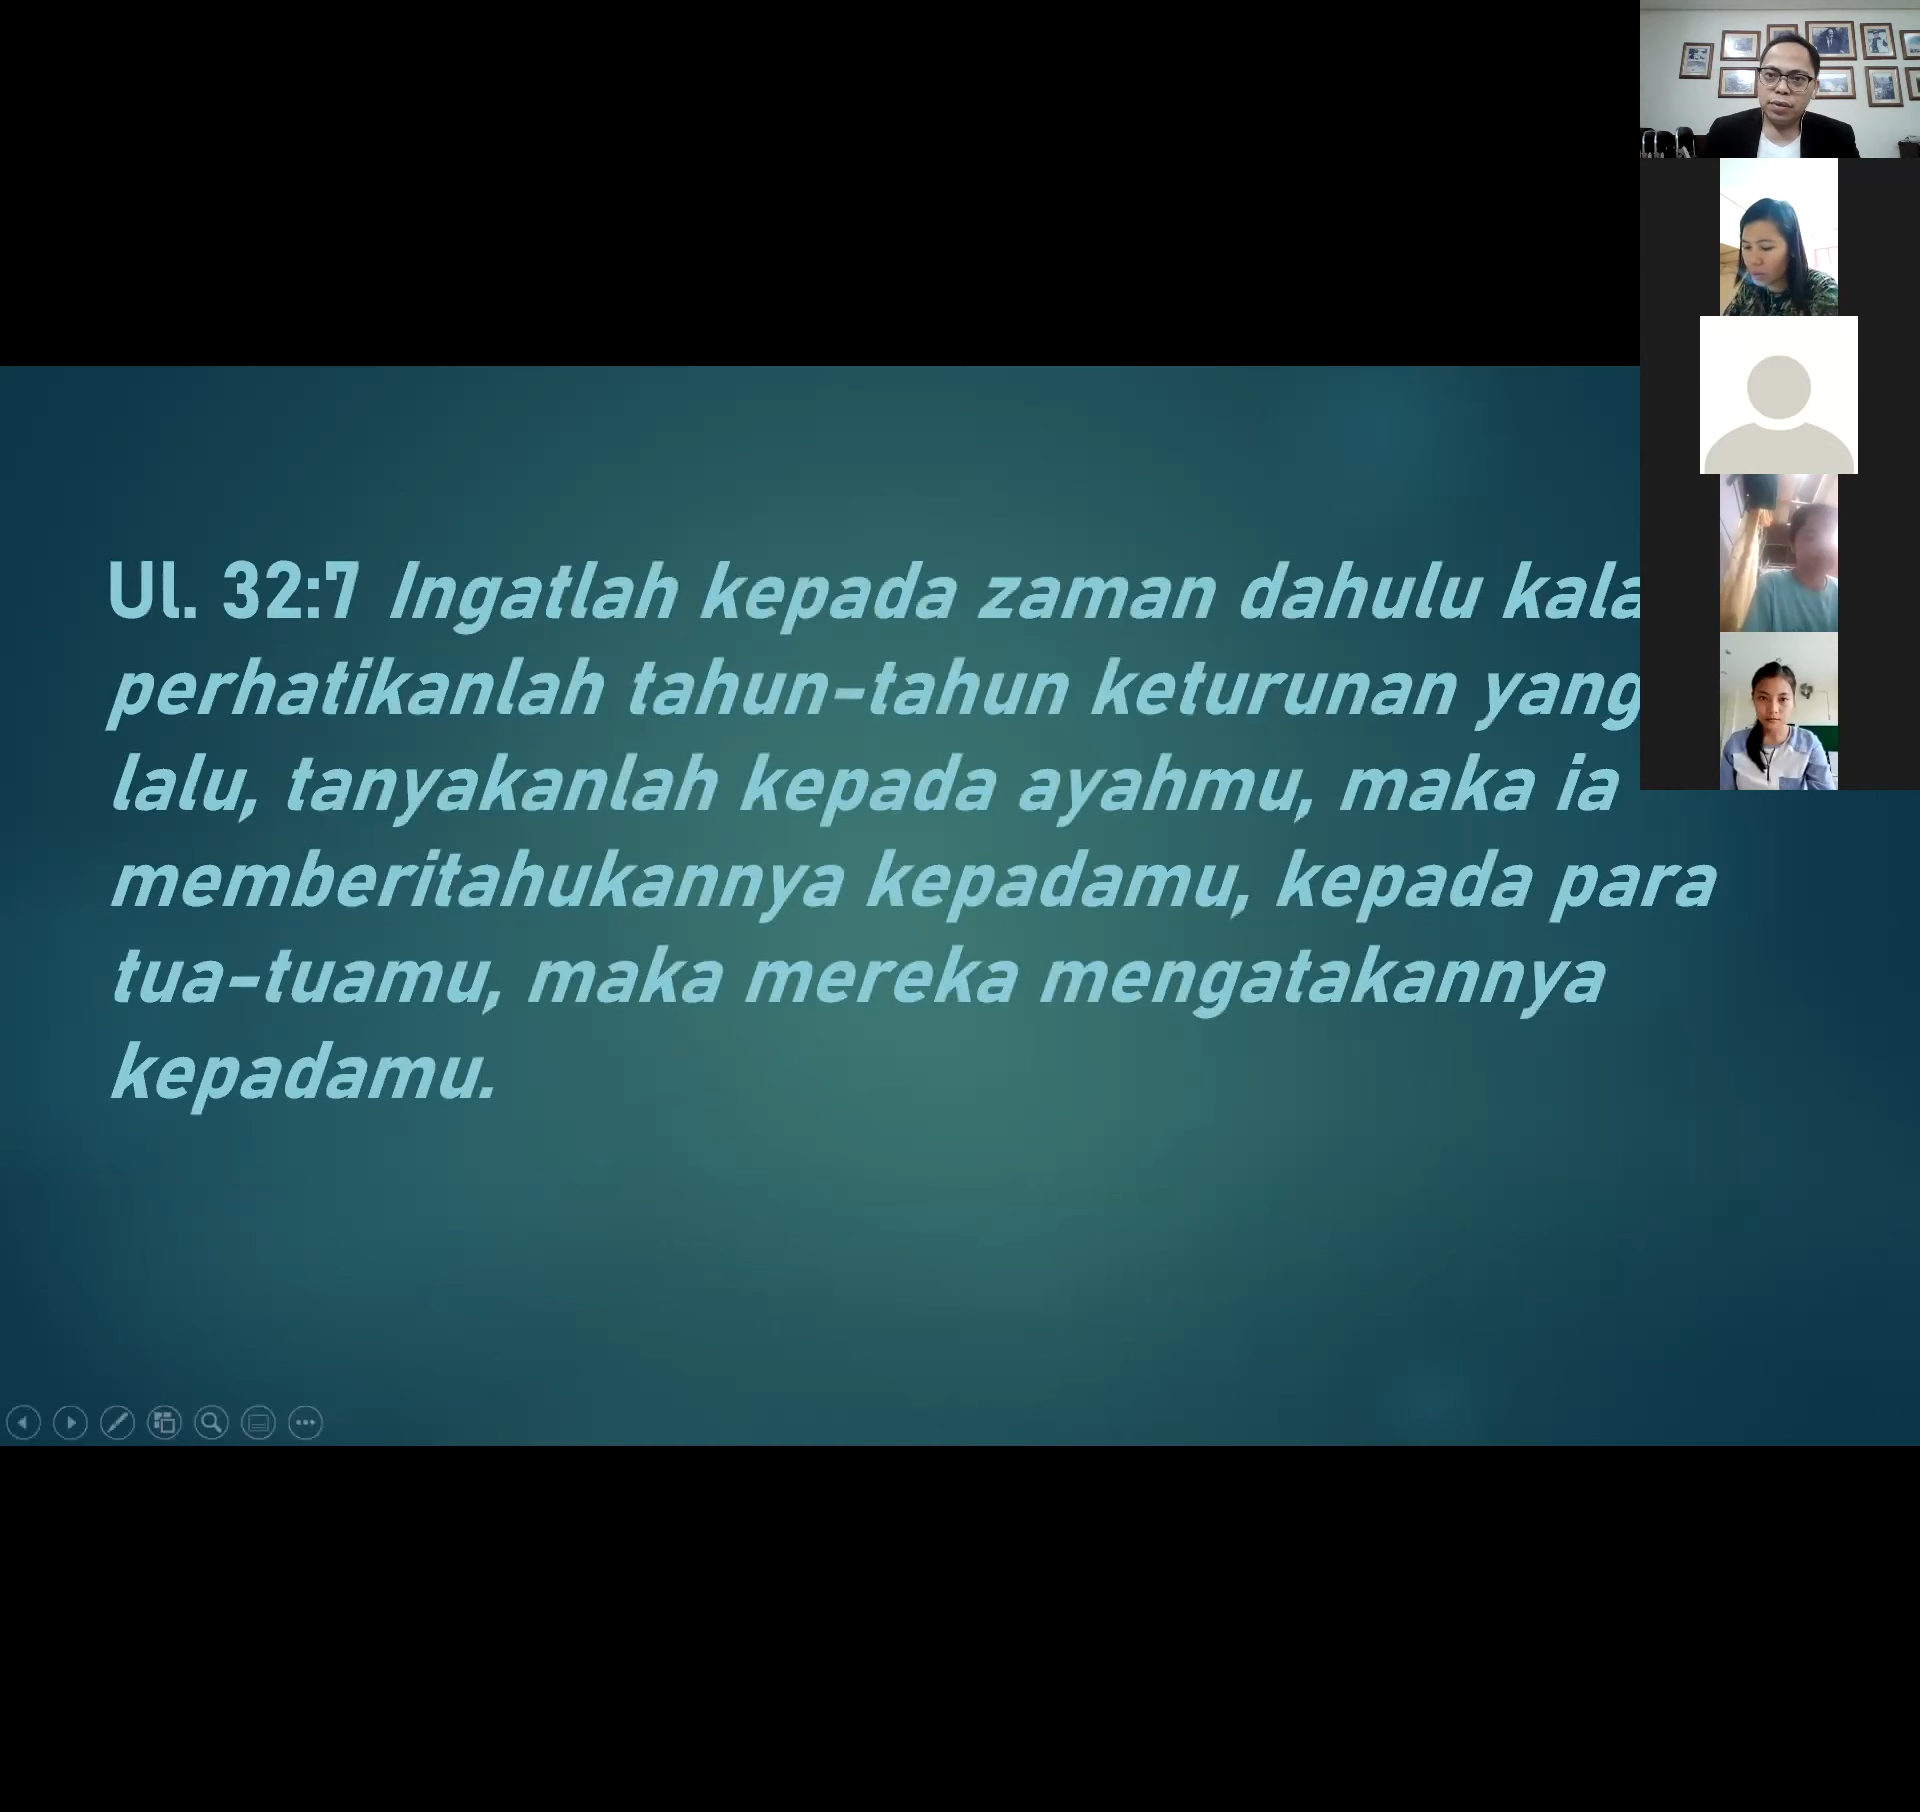 Ul. 32:7 Ingatlah kepada zaman dahulu kala
perhatikanlah tahun-tahun keturunan yang
lalu, tanyakanlah kepada ayahmu, maka ia
memberitahukannya kepadamu, kepada para
tua-tuamu, maka mereka mengatakannya
kepadamu.